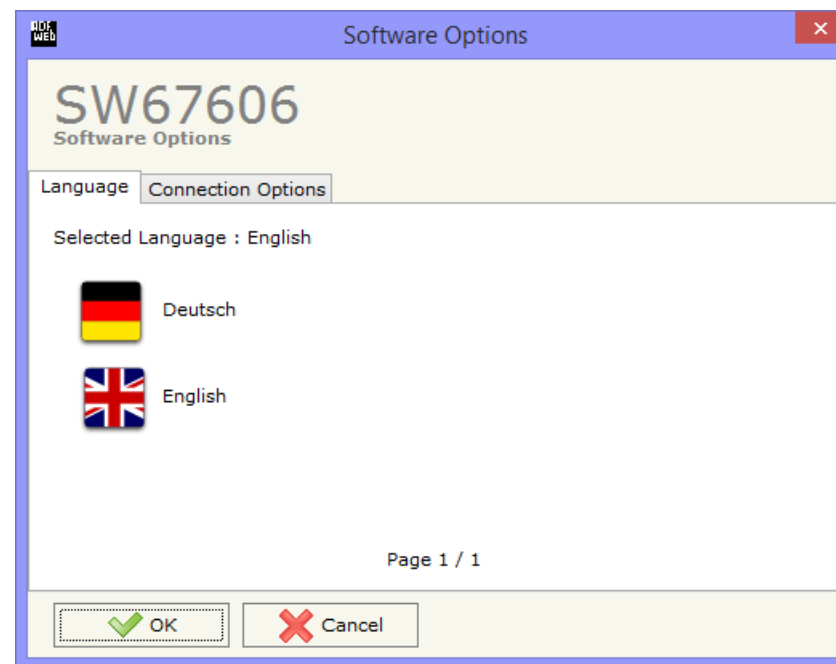 ADF
WEB
Software Options
SW67606
Software Options
Language Connection Options
Selected Language : English
Deutsch
English
Page 1 / 1
OK Cancel